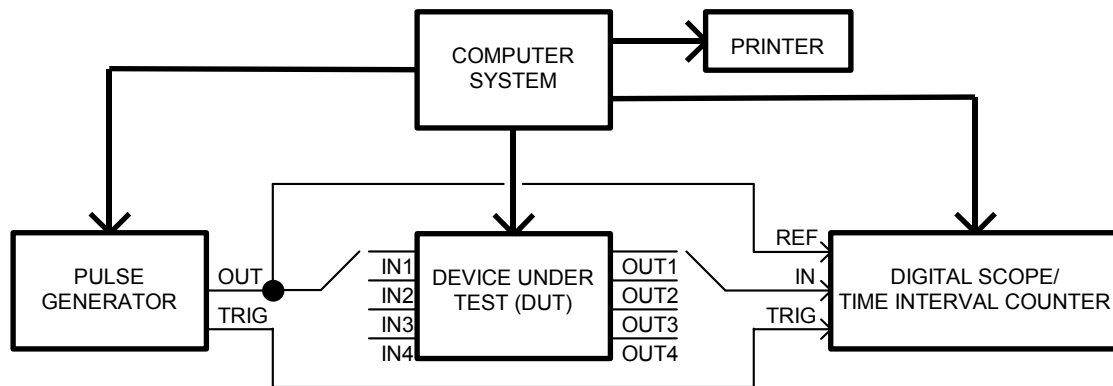 COMPUTER
SYSTEM
PRINTER
PULSE
GENERATOR
OUT
TRIG
IN1
IN2
IN3
IN4
DEVICE UNDER
TEST (DUT)
OUT1
OUT2
OUT3
OUT4
REF
IN
TRIG
DIGITAL SCOPE/
TIME INTERVAL COUNTER